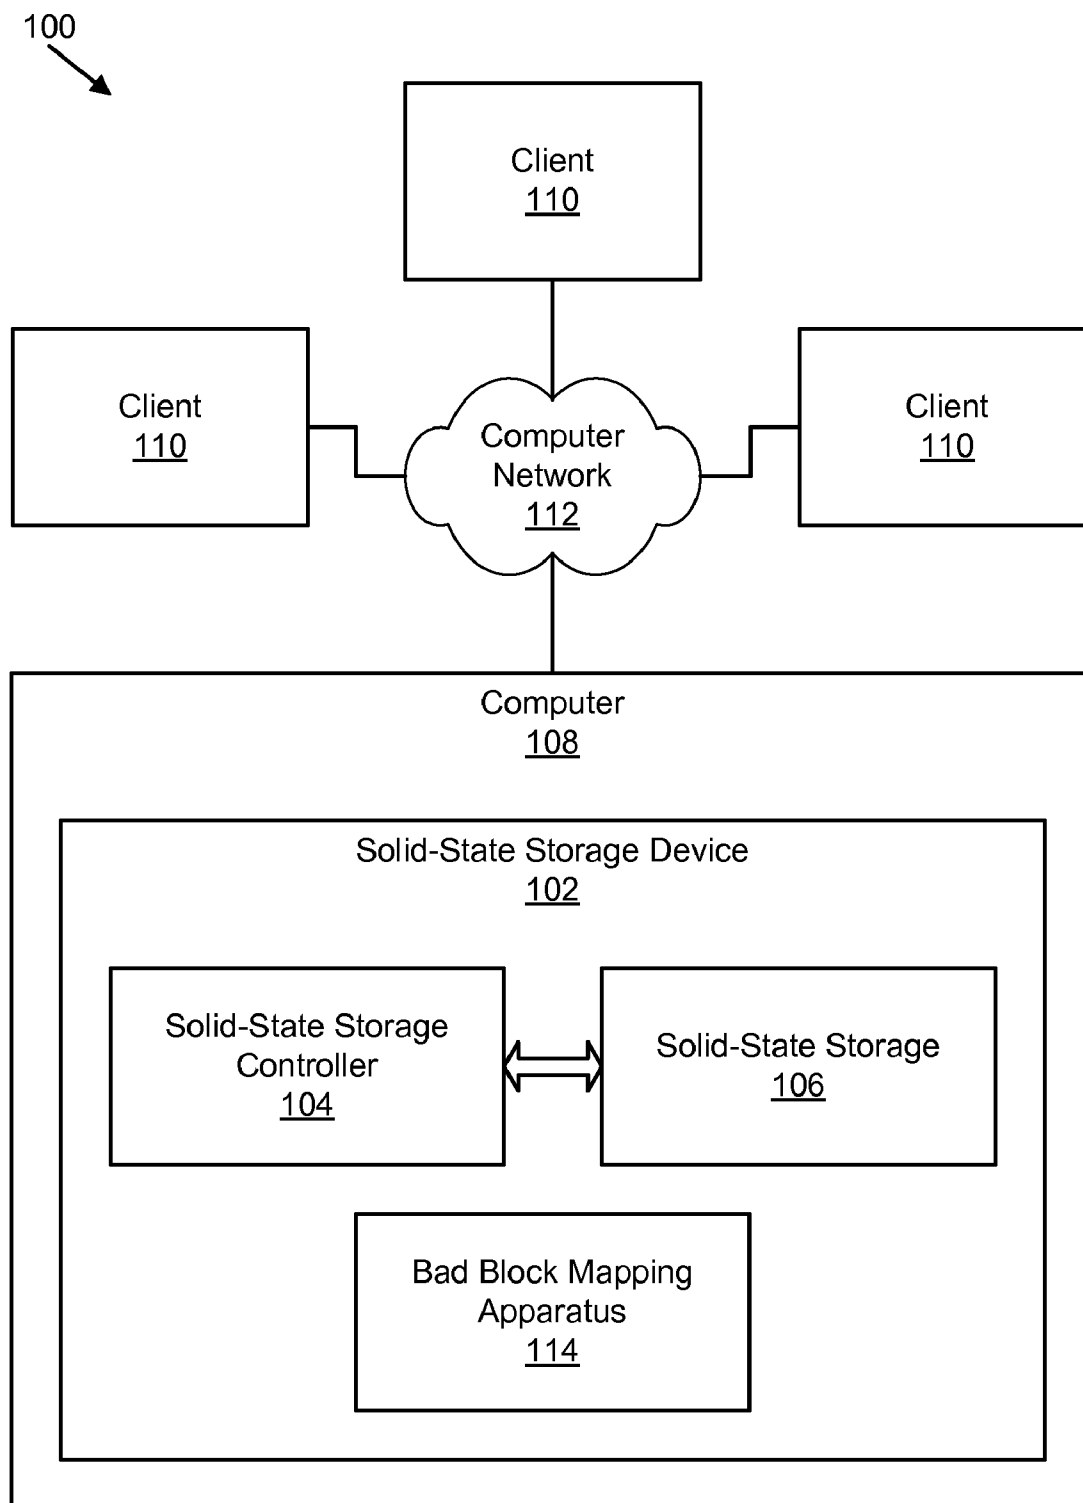 100
Client
110
Client
110
Computer
Network
112
Client
110
Computer
108
Solid-State Storage Device
102
Solid-State Storage
Controller
104
Solid-State Storage
106
Bad Block Mapping
Apparatus
114